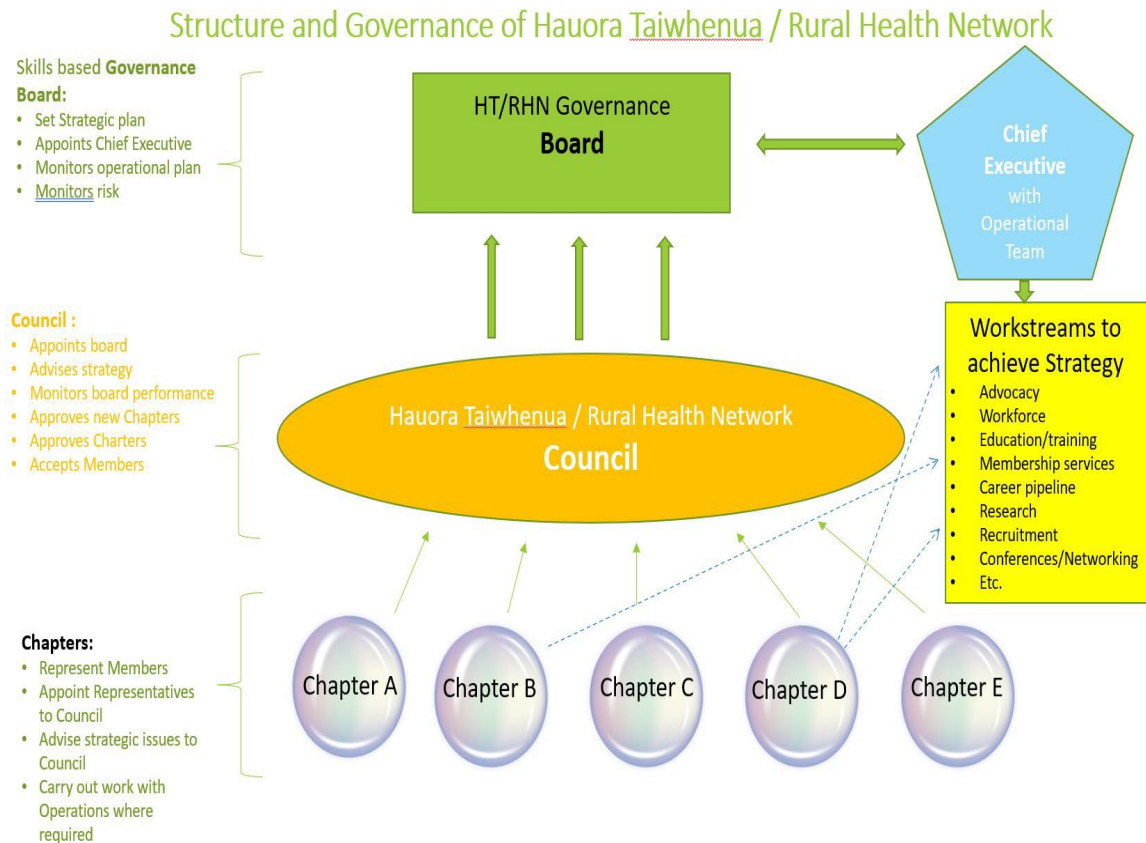 Structure and Governance of Hauora Taiwhenua / Rural Health Network
Skills based Governance
Board:
• Set Strategic plan
• Appoints Chief Executive
• Monitors operational plan
• Monitors risk
HT/RHN Governance
Board
Chief
Executive
with
Operational
Team
Council :
• Appoints board
• Advises strategy
• Monitors board performance
• Approves new Chapters
• Approves Charters
• Accepts Members
Hauora Taiwhenua / Rural Health Network
Council
Workstreams to
achieve Strategy
• Advocacy
• Workforce
• Education/training
• Membership services
• Career pipeline
• Research
• Recruitment
• Conferences/Networking
• Etc.
Chapters:
• Represent Members
• Appoint Representatives
to Council
• Advise strategic issues to
Council
• Carry out work with
Operations where
required
Chapter A
Chapter B
Chapter C
Chapter D
Chapter E